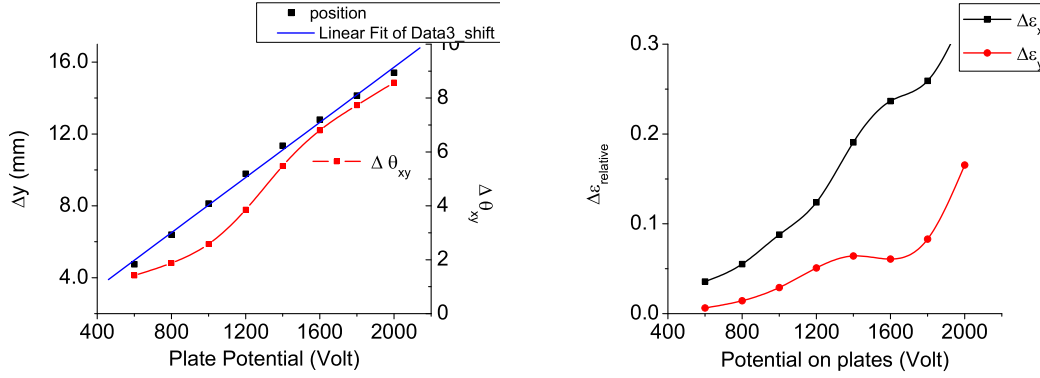 position
Linear Fit of Data3_shift
Δy (mm)
16.0
12.0
8.0
4.0
10
8
6
4
2
0
Δ θxy
Δ θxy
400
800
1200
1600
2000
Plate Potential (Volt)
Δεx
Δεy
Δεrelative
0.3
0.2
0.1
0.0
400
800
1200
1600
2000
Potential on plates (Volt)